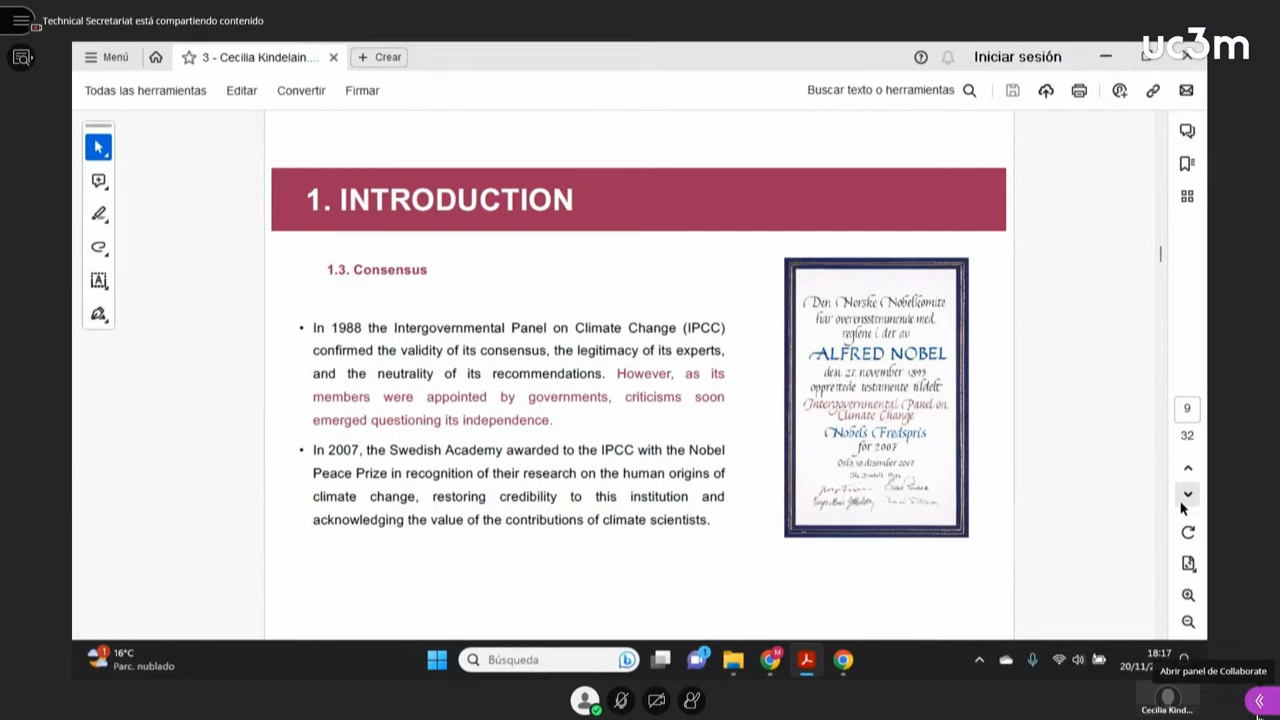 Technical Secretariat está compartiendo contenido
uc3m
Menú
3 - Cecilia Kindelain....
Crear
Iniciar sesión
Todas las herramientas
Editar
Convertir
Firmar
Buscar texto o herramientas
1. INTRODUCTION
1.3. Consensus
• In 1988 the Intergovernmental Panel on Climate Change (IPCC)
confirmed the validity of its consensus, the legitimacy of its experts,
and the neutrality of its recommendations. However, as its
members were appointed by governments, criticisms soon
emerged questioning its independence.
• In 2007, the Swedish Academy awarded to the IPCC with the Nobel
Peace Prize in recognition of their research on the human origins of
climate change, restoring credibility to this institution and
acknowledging the value of the contributions of climate scientists.
Den Norske Nobelkomite
har overensstemmende med
reglene i det av
ALFRED NOBEL
den 27. november 1895
opprettede testamente tildelt
Intergovernmental Panel on
Climate Change
Nobels Fredspris
for 2007
Oslo, 10. desember 2007
9
32
1
16°C
Parc. nublado
Búsqueda
1
M
18:17
20/11/2
Abrir panel de Collaborate
Cecilia Kind...